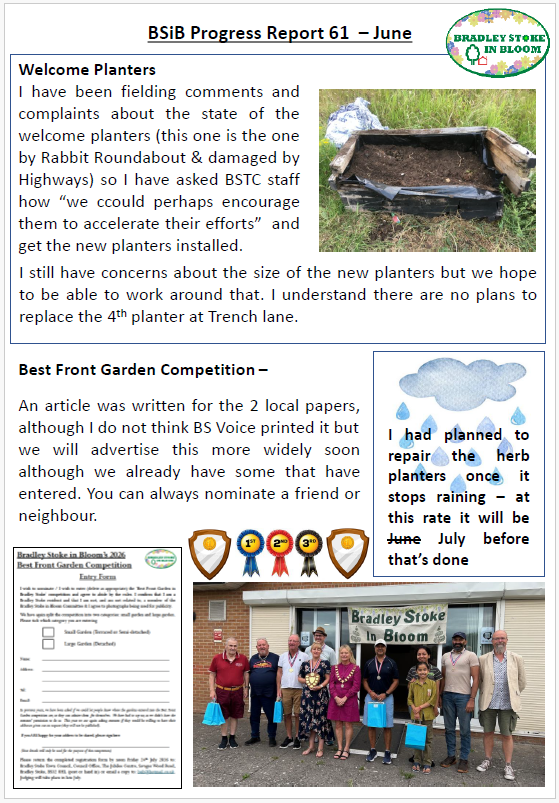 BSiB Progress Report 61 – June
BRADLEY STOKE
IN BLOOM
Welcome Planters
I have been fielding comments and
complaints about the state of the
welcome planters (this one is the one
by Rabbit Roundabout & damaged by
Highways) so I have asked BSTC staff
how “we ccould perhaps encourage
them to accelerate their efforts” and
get the new planters installed.
I still have concerns about the size of the new planters but we hope
to be able to work around that. I understand there are no plans to
replace the 4th planter at Trench lane.
Best Front Garden Competition –
An article was written for the 2 local papers,
although I do not think BS Voice printed it but
we will advertise this more widely soon
although we already have some that have
entered. You can always nominate a friend or
neighbour.
I had planned to
repair the herb
planters once it
stops raining – at
this rate it will be
June July before
that’s done
1ST 2ND 3RD
Bradley Stoke in Bloom's 2026
Best Front Garden Competition
Entry Form
Small Garden (Terraced or Semi-detached)
Large Garden (Detached)
Name:
Address:
Tel:
Email:
Bradley Stoke
in Bloom